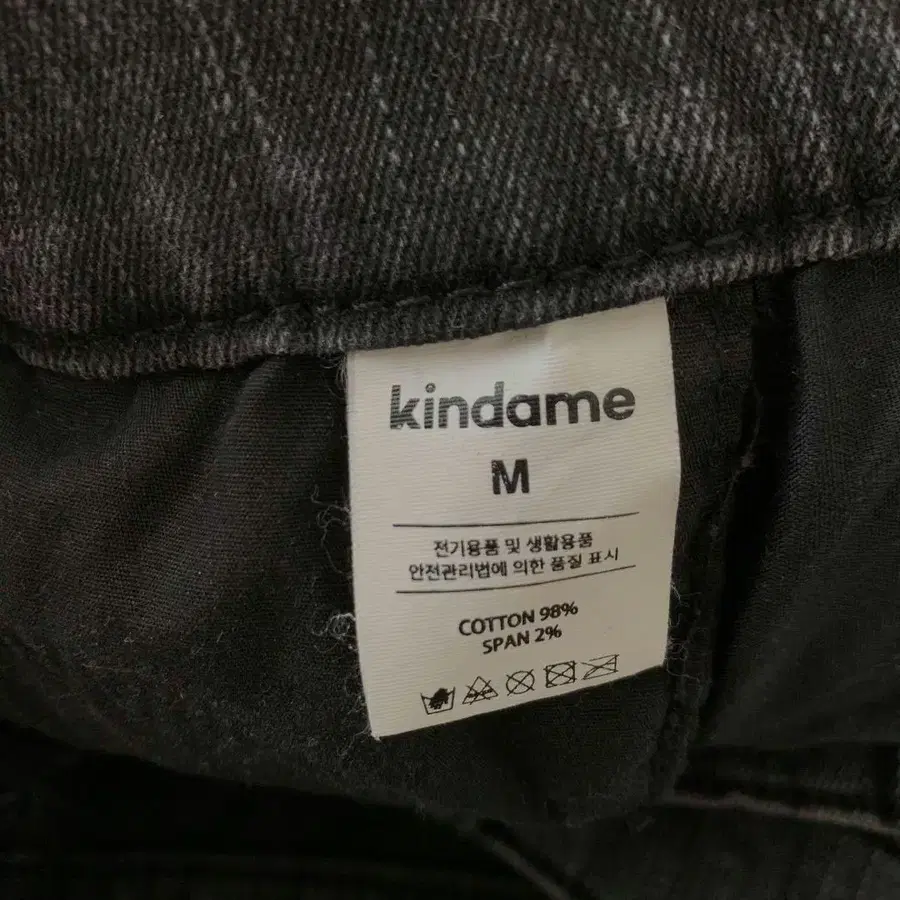 kindame
M
전기용품 및 생활용품
안전관리법에 의한 품질 표시
COTTON 98%
SPAN 2%